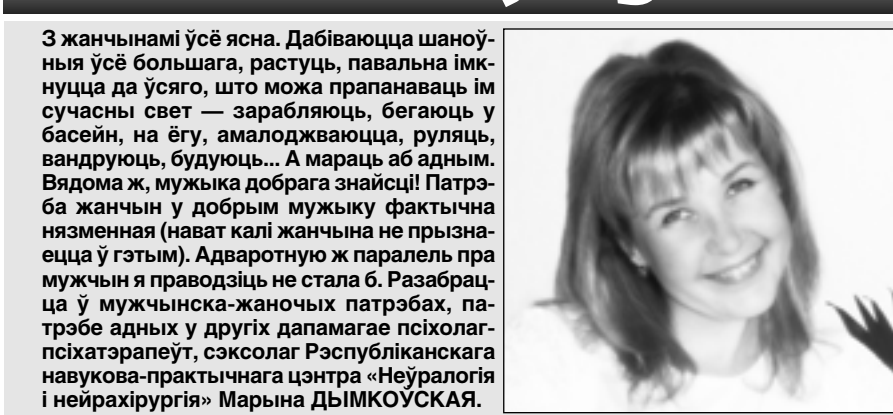 З жанчынамі ўсё ясна. Дабіваюцца шаноў-
ныя ўсё большага, растуць, павальна імк-
нуцца да ўсяго, што можа прапанаваць ім
сучасны свет — зарабляюць, бегаюць у
басейн, на ёгу, амалоджваюцца, руляць,
вандруюць, будуюць... А мараць аб адным.
Вядома ж, мужыка добрага знайсці! Патрэ-
ба жанчын у добрым мужыку фактычна
нязменная (нават калі жанчына не прызна-
ецца ў гэтым). Адваротную ж паралель пра
мужчын я праводзіць не стала б. Разабрац-
ца ў мужчынска-жаночых патрэбах, па-
трэбе адных у другіх дапамагае псіхолаг-
псіхатэрапеўт, сэксолаг Рэспубліканскага
навукова-практычнага цэнтра «Неўралогія
і нейрахірургія» Марына ДЫМКОЎСКАЯ.